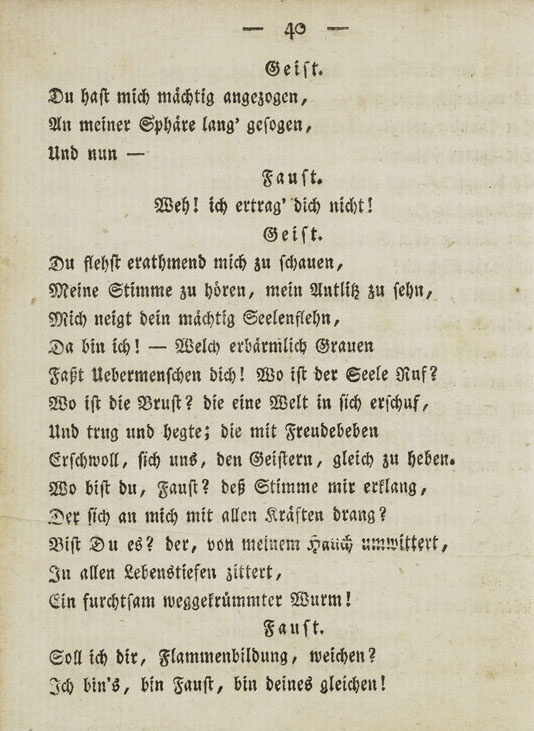 — 40 —
Geist.
Du hast mich mächtig angezogen,
An meiner Sphäre lang' gesogen,
Und nun —
Faust.
Weh! ich ertrag' dich nicht!
Geist.
Du flehst erathmend mich zu schauen,
Meine Stimme zu hören, mein Antlitz zu sehn,
Mich neigt dein mächtig Seelenflehn,
Da bin ich! — Welch erbärmlich Grauen
Faßt Uebermenschen dich! Wo ist der Seele Ruf?
Wo ist die Brust? die eine Welt in sich erschuf,
Und trug und hegte; die mit Freudebeben
Erschwoll, sich uns, den Geistern, gleich zu heben.
Wo bist du, Faust? deß Stimme mir erklang,
Der sich an mich mit allen Kräften drang?
Bist Du es? der, von meinem Hauch umwittert,
In allen Lebenstiefen zittert,
Ein furchtsam weggekrümmter Wurm!
Faust.
Soll ich dir, Flammenbildung, weichen?
Ich bin's, bin Faust, bin deines gleichen!